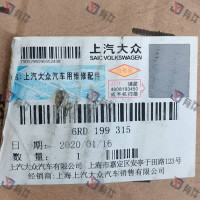 上汽大众
SAIC VOLKSWAGEN
上汽大众汽车用维修配件
4008193450
6RD 199 315
日期: 2020/01/16
数量: 1
上汽大众汽车有限公司 上海市嘉定区安亭于田路123号
经销商: 上海上汽大众汽车销售有限公司